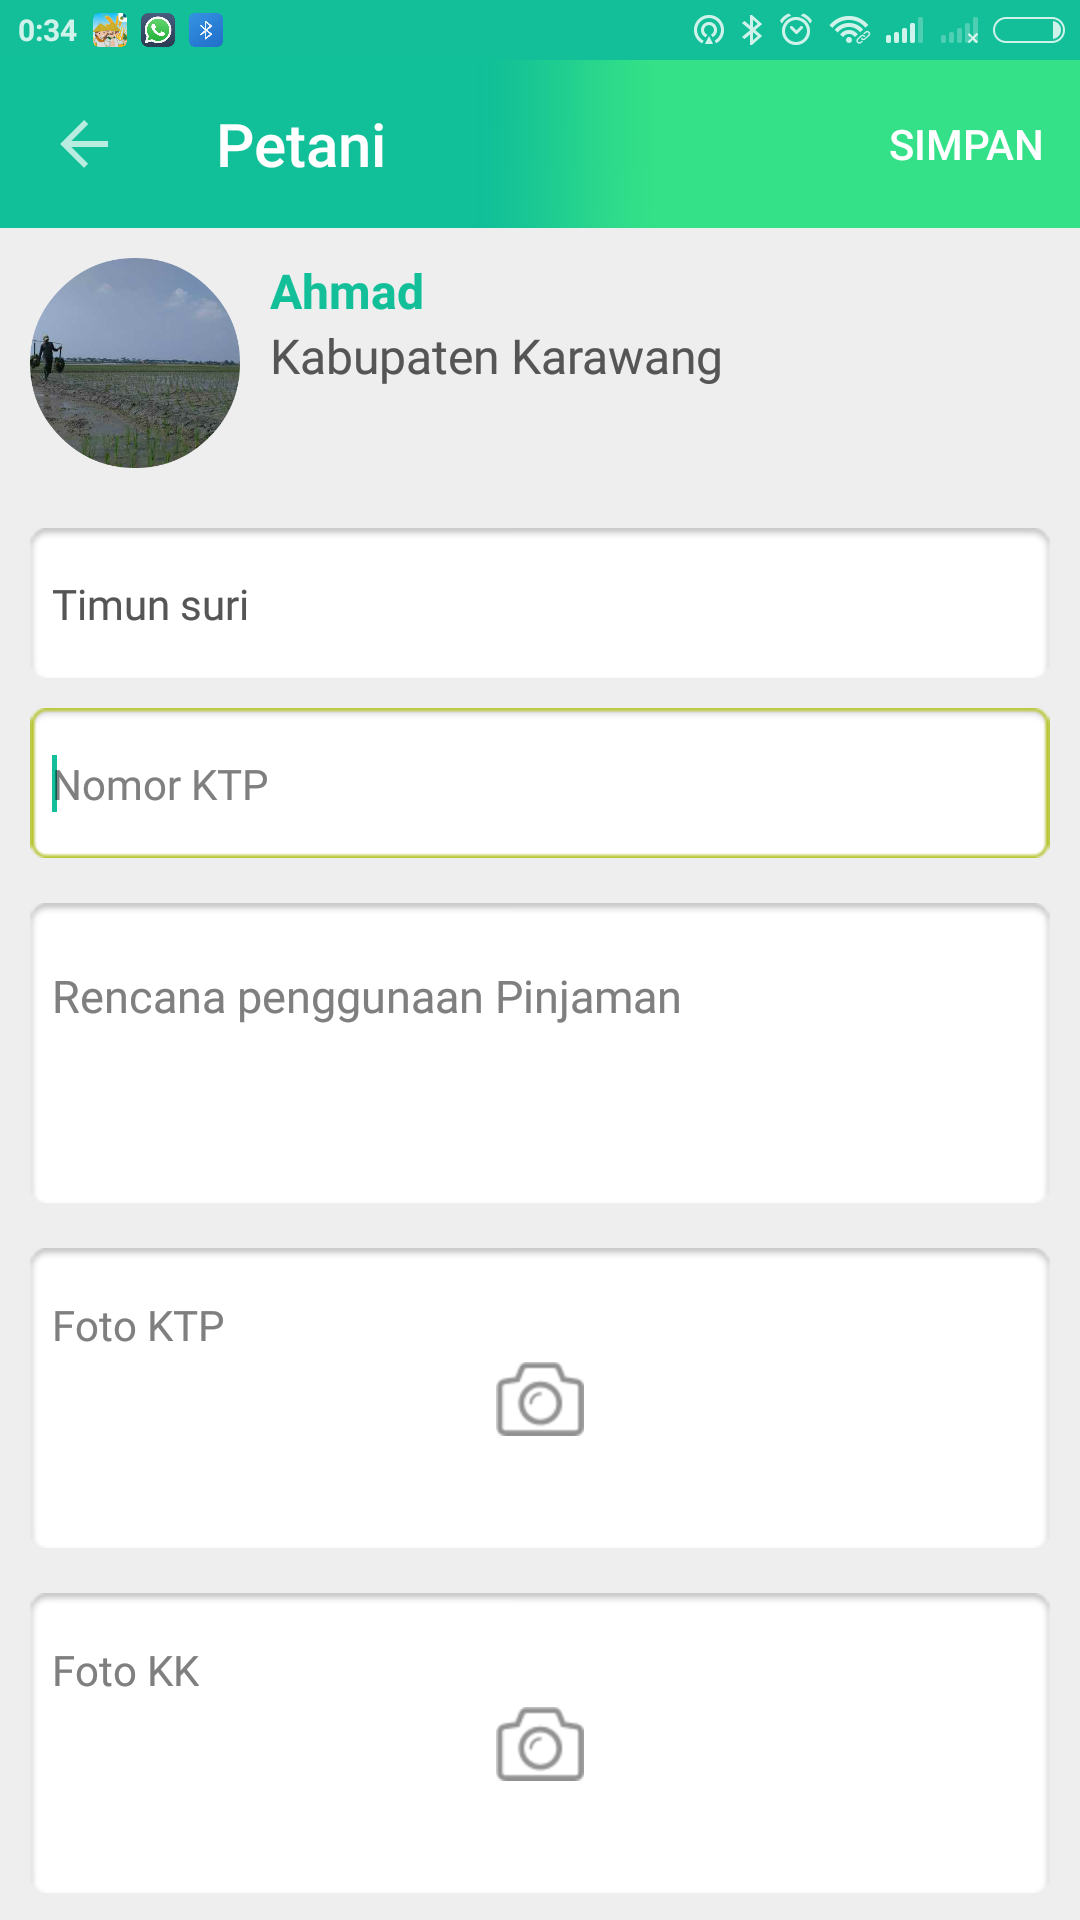 0:34
Petani
SIMPAN
Ahmad
Kabupaten Karawang
Timun suri
Nomor KTP
Rencana penggunaan Pinjaman
Foto KTP
Foto KK